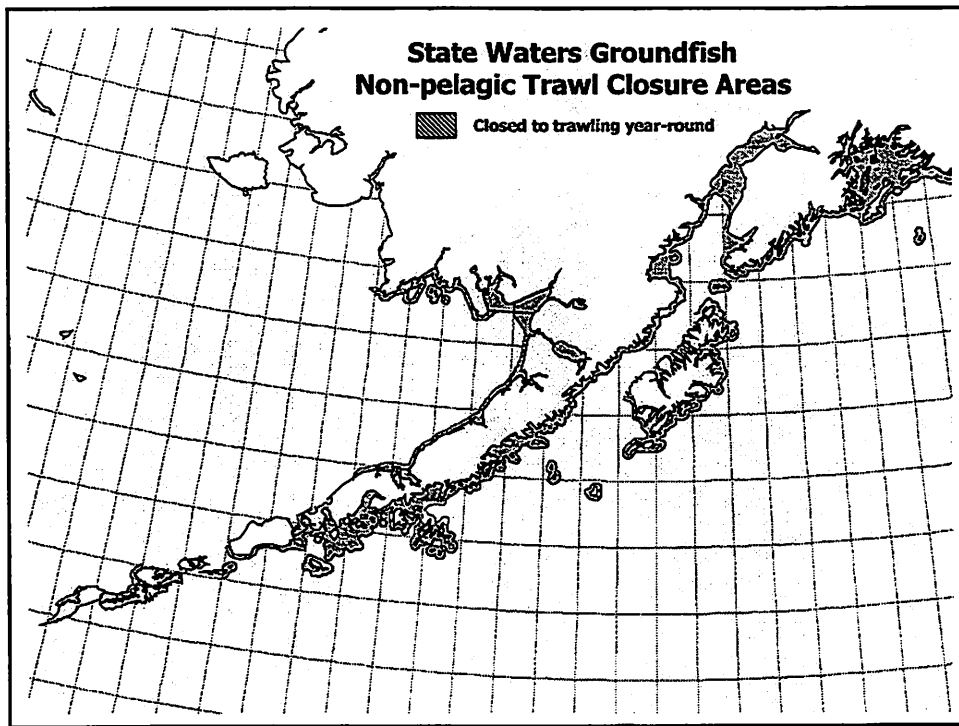 State Waters Groundfish
Non-pelagic Trawl Closure Areas
Closed to trawling year-round